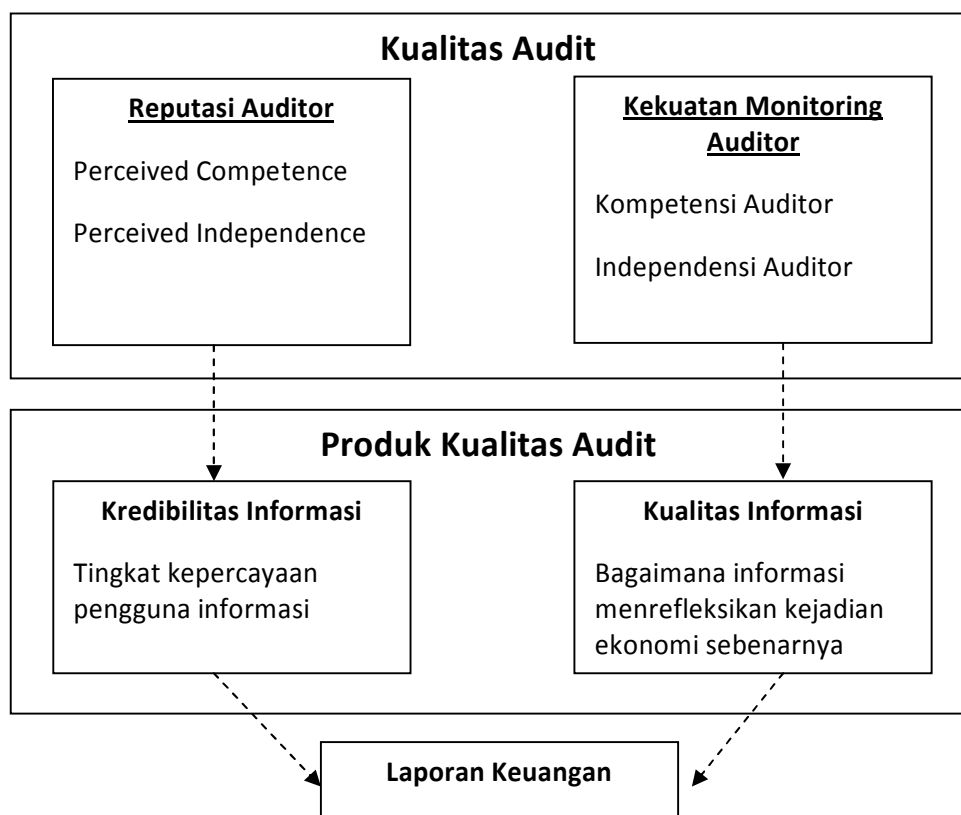 Kualitas Audit
Reputasi Auditor
Perceived Competence
Perceived Independence
Kekuatan Monitoring
Auditor
Kompetensi Auditor
Independensi Auditor
Produk Kualitas Audit
Kredibilitas Informasi
Tingkat kepercayaan
pengguna informasi
Kualitas Informasi
Bagaimana informasi
menrefleksikan kejadian
ekonomi sebenarnya
Laporan Keuangan